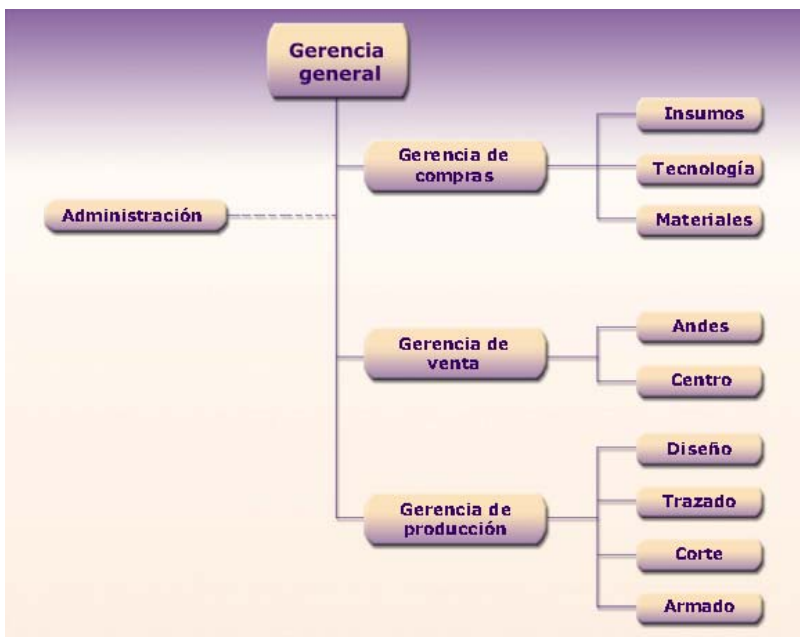 Gerencia
general
Gerencia de
compras
Insumos
Tecnología
Materiales
Administración
Gerencia de
venta
Andes
Centro
Gerencia de
producción
Diseño
Trazado
Corte
Armado